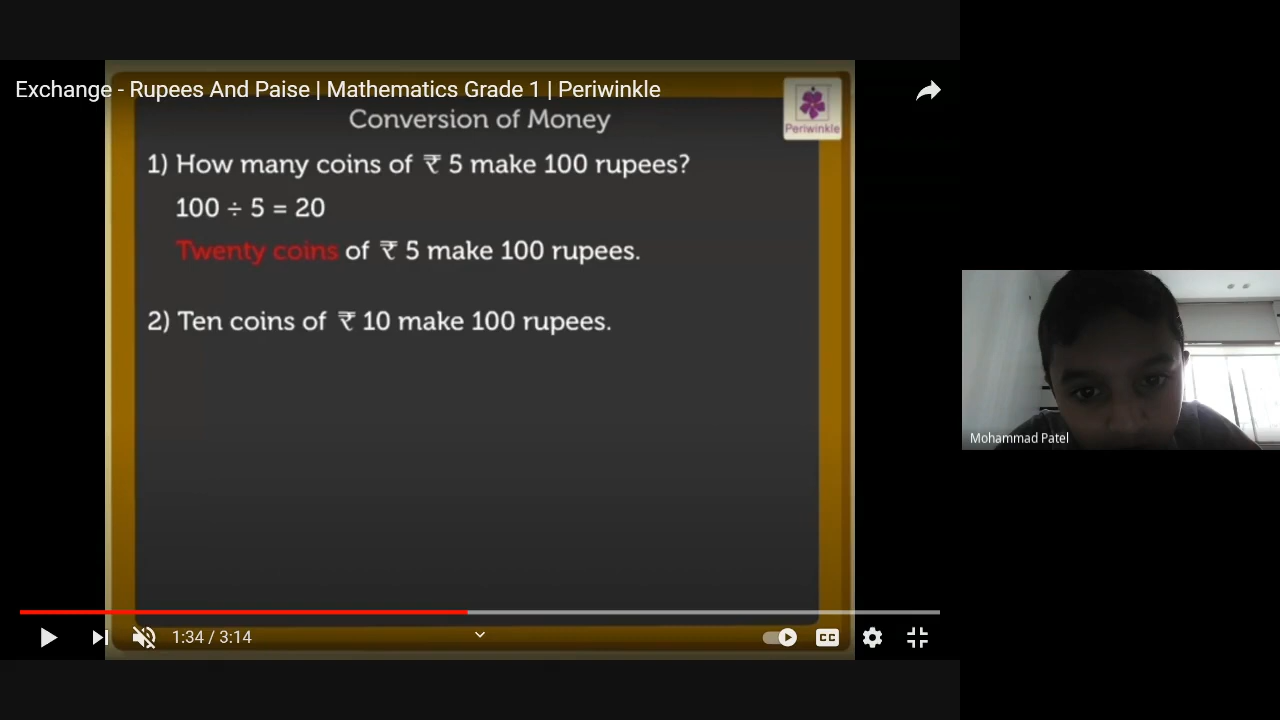 Exchange - Rupees And Paise | Mathematics Grade 1 | Periwinkle
Periwinkle
Conversion of Money
1) How many coins of ₹ 5 make 100 rupees?
100 ÷ 5 = 20
Twenty coins of ₹ 5 make 100 rupees.
2) Ten coins of ₹ 10 make 100 rupees.
Mohammad Patel
1:34 / 3:14
CC